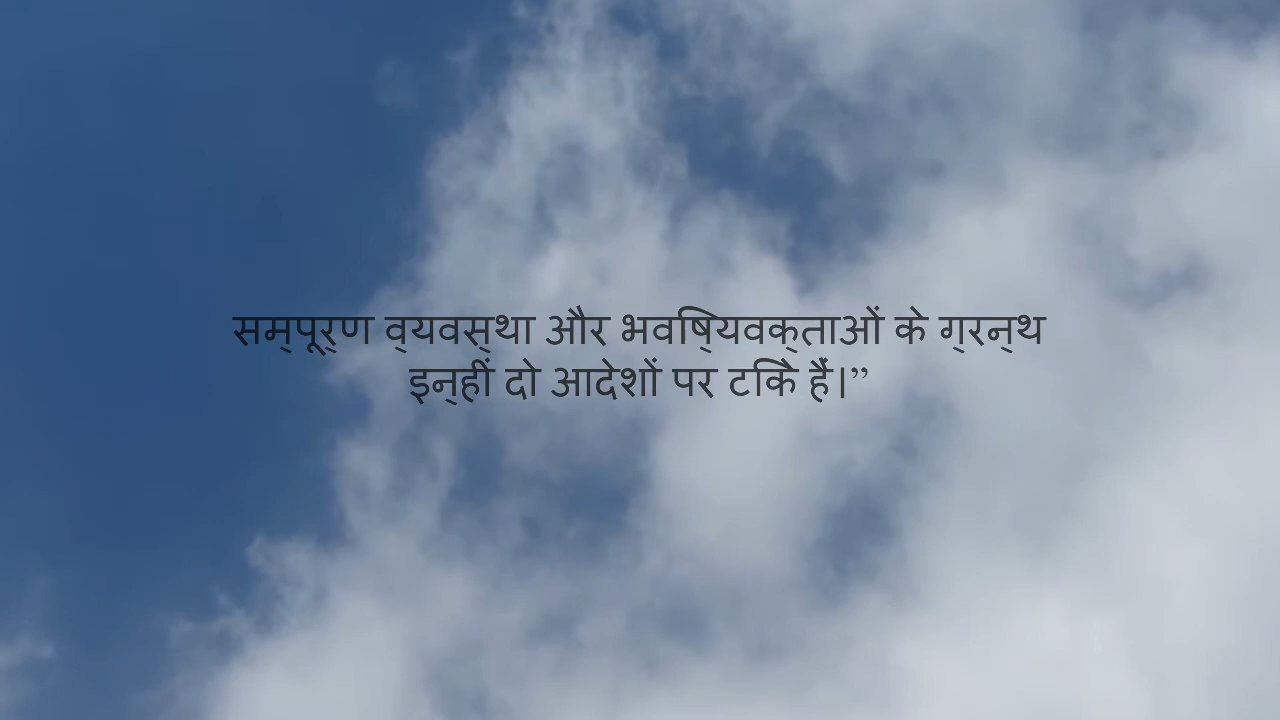 सम्पूर्ण व्यवस्था और भविष्यवक्ताओं के ग्रन्थ
इन्हीं दो आदेशों पर टिके हैं।”